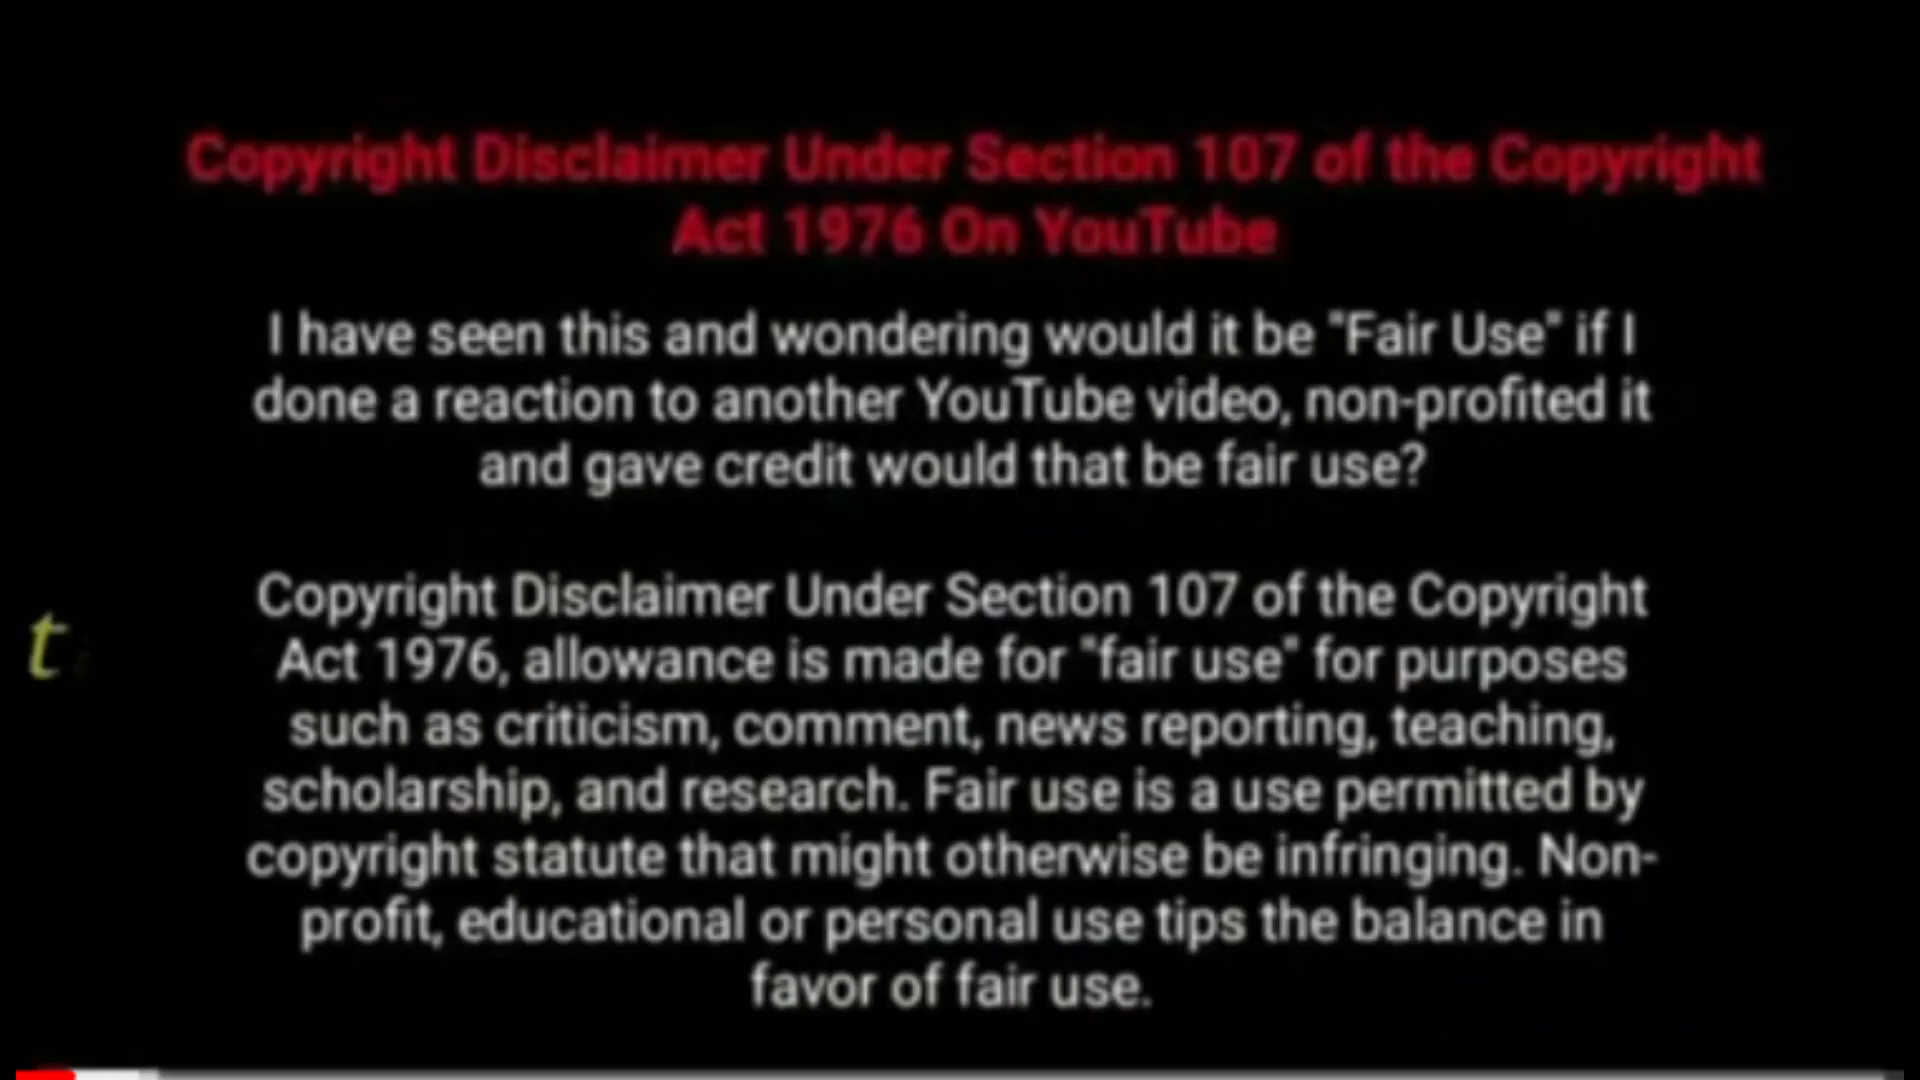 Copyright Disclaimer Under Section 107 of the Copyright
Act 1976 On YouTube
I have seen this and wondering would it be "Fair Use" if I
done a reaction to another YouTube video, non-profited it
and gave credit would that be fair use?
Copyright Disclaimer Under Section 107 of the Copyright
Act 1976, allowance is made for "fair use" for purposes
t
such as criticism, comment, news reporting, teaching,
scholarship, and research. Fair use is a use permitted by
copyright statute that might otherwise be infringing. Non-
profit, educational or personal use tips the balance in
favor of fair use.